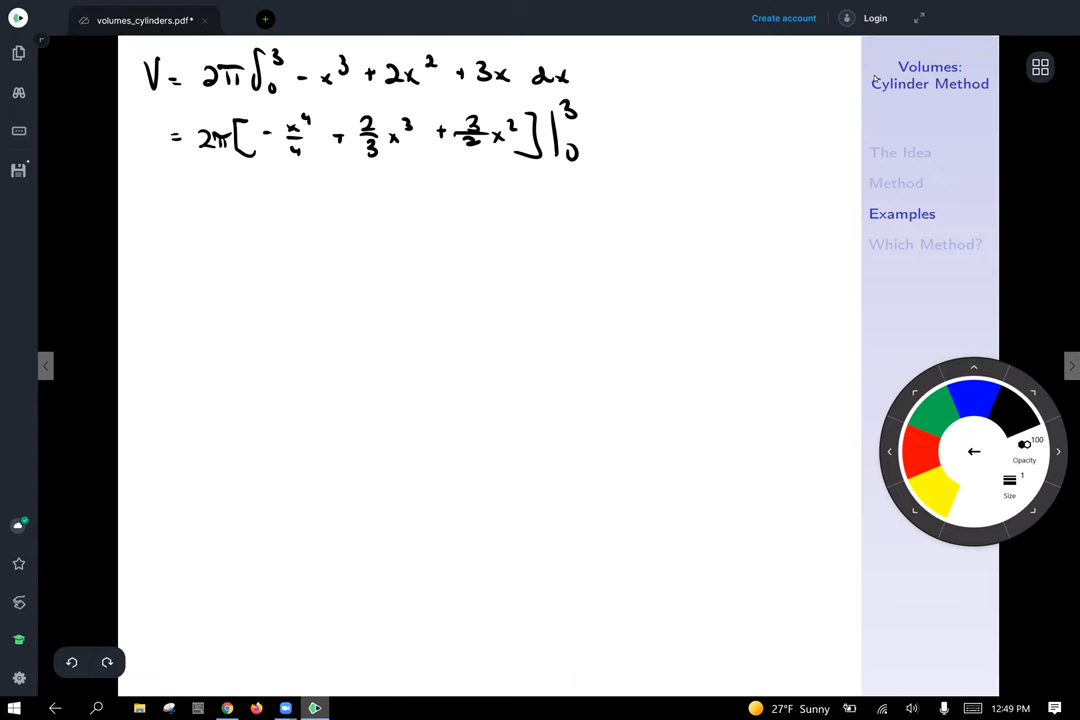 volumes_cylinders.pdf*
Create account
Login
V = 2π∫₀³ - x³ + 2x² + 3x dx
= 2π[ - x⁴/4 + 2/3 x³ + 3/2 x² ] |₀³
Volumes:
Cylinder Method
The Idea
Method
Examples
Which Method?
100
Opacity
1
Size
27°F Sunny
12:49 PM